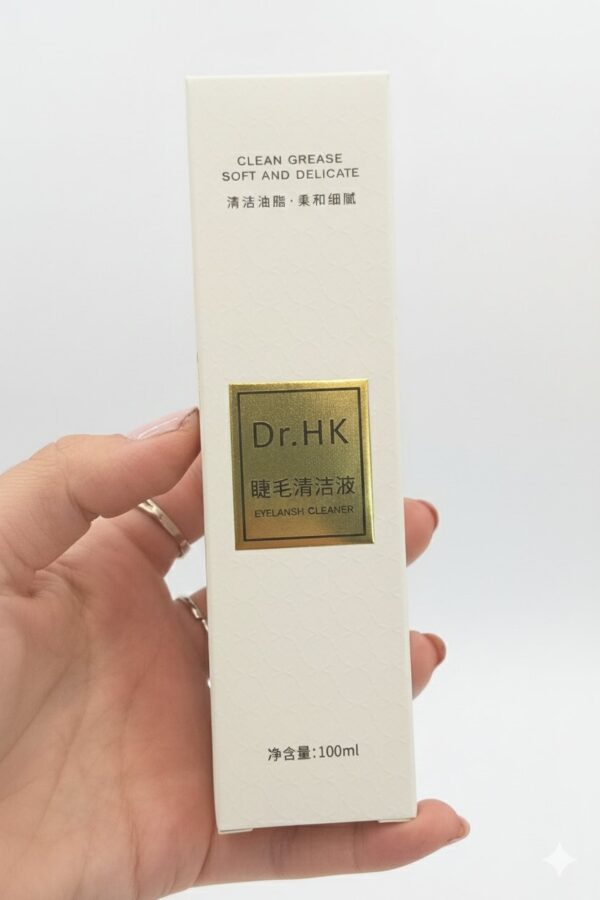 CLEAN GREASE
SOFT AND DELICATE
清洁油脂·柔和细腻
Dr.HK
睫毛清洁液
EYELANSH CLEANER
净含量:100ml